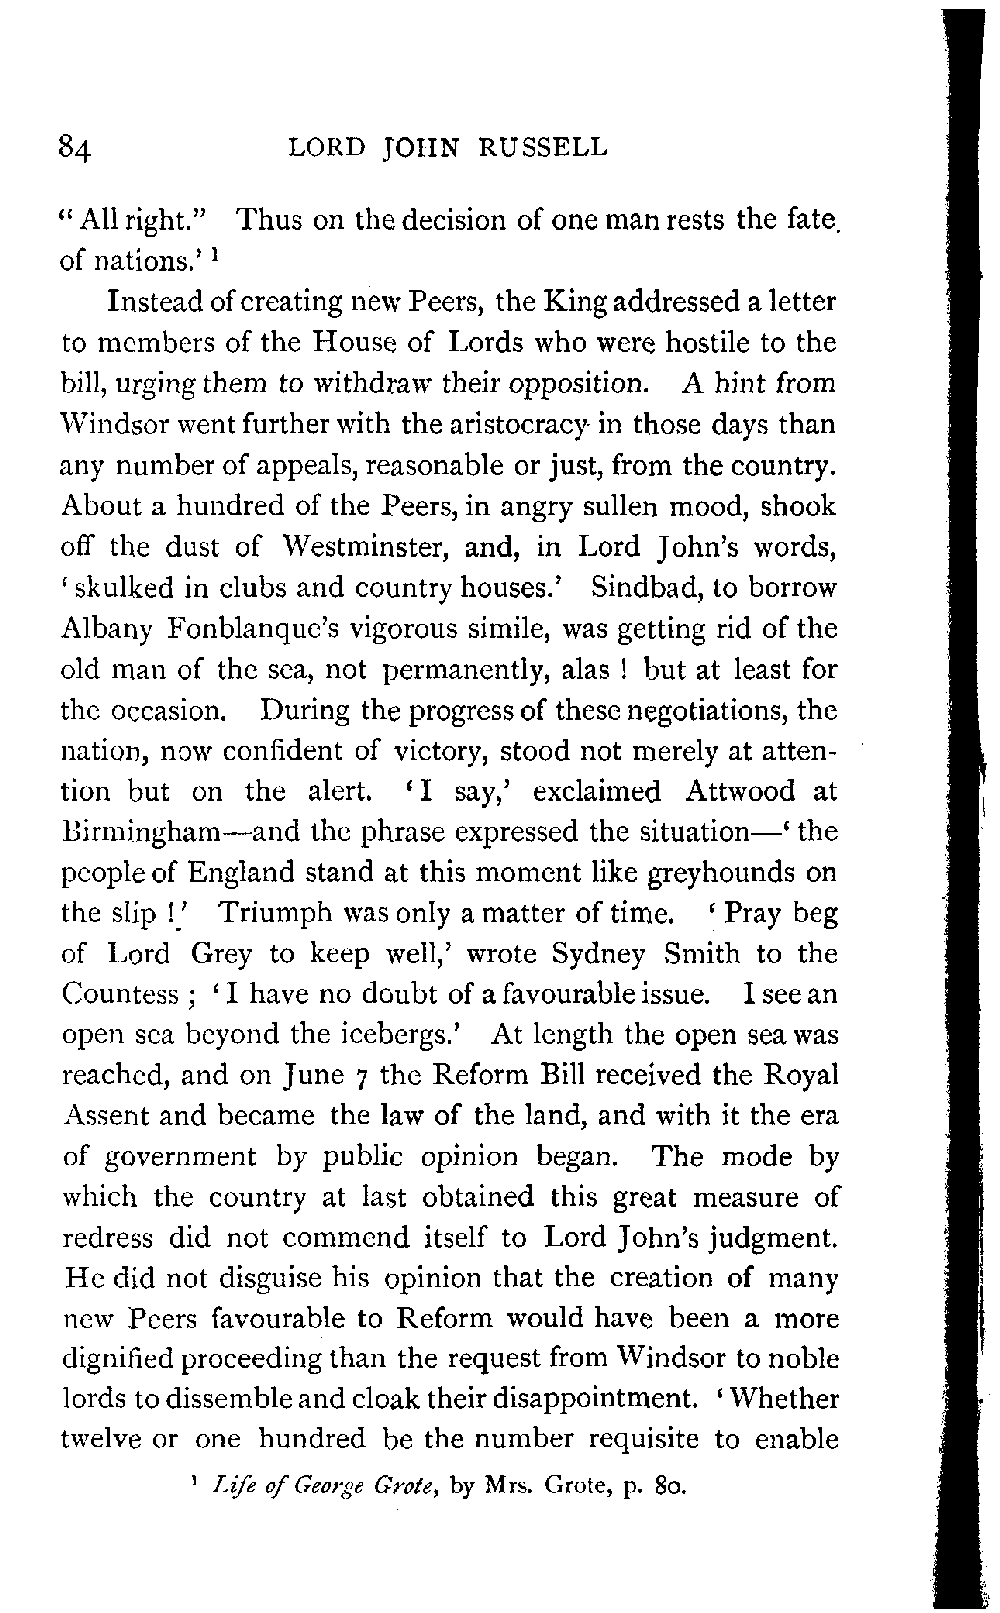 84 LORD JOHN RUSSELL
“ All right.” Thus on the decision of one man rests the fate
of nations.’ 1
Instead of creating new Peers, the King addressed a letter
to members of the House of Lords who were hostile to the
bill, urging them to withdraw their opposition. A hint from
Windsor went further with the aristocracy in those days than
any number of appeals, reasonable or just, from the country.
About a hundred of the Peers, in angry sullen mood, shook
off the dust of Westminster, and, in Lord John’s words,
‘ skulked in clubs and country houses.’ Sindbad, to borrow
Albany Fonblanque’s vigorous simile, was getting rid of the
old man of the sea, not permanently, alas ! but at least for
the occasion. During the progress of these negotiations, the
nation, now confident of victory, stood not merely at atten-
tion but on the alert. ‘ I say,’ exclaimed Attwood at
Birmingham—and the phrase expressed the situation—‘ the
people of England stand at this moment like greyhounds on
the slip !’ Triumph was only a matter of time. ‘ Pray beg
of Lord Grey to keep well,’ wrote Sydney Smith to the
Countess ; ‘ I have no doubt of a favourable issue. I see an
open sea beyond the icebergs.’ At length the open sea was
reached, and on June 7 the Reform Bill received the Royal
Assent and became the law of the land, and with it the era
of government by public opinion began. The mode by
which the country at last obtained this great measure of
redress did not commend itself to Lord John’s judgment.
He did not disguise his opinion that the creation of many
new Peers favourable to Reform would have been a more
dignified proceeding than the request from Windsor to noble
lords to dissemble and cloak their disappointment. ‘ Whether
twelve or one hundred be the number requisite to enable
1 Life of George Grote, by Mrs. Grote, p. 80.